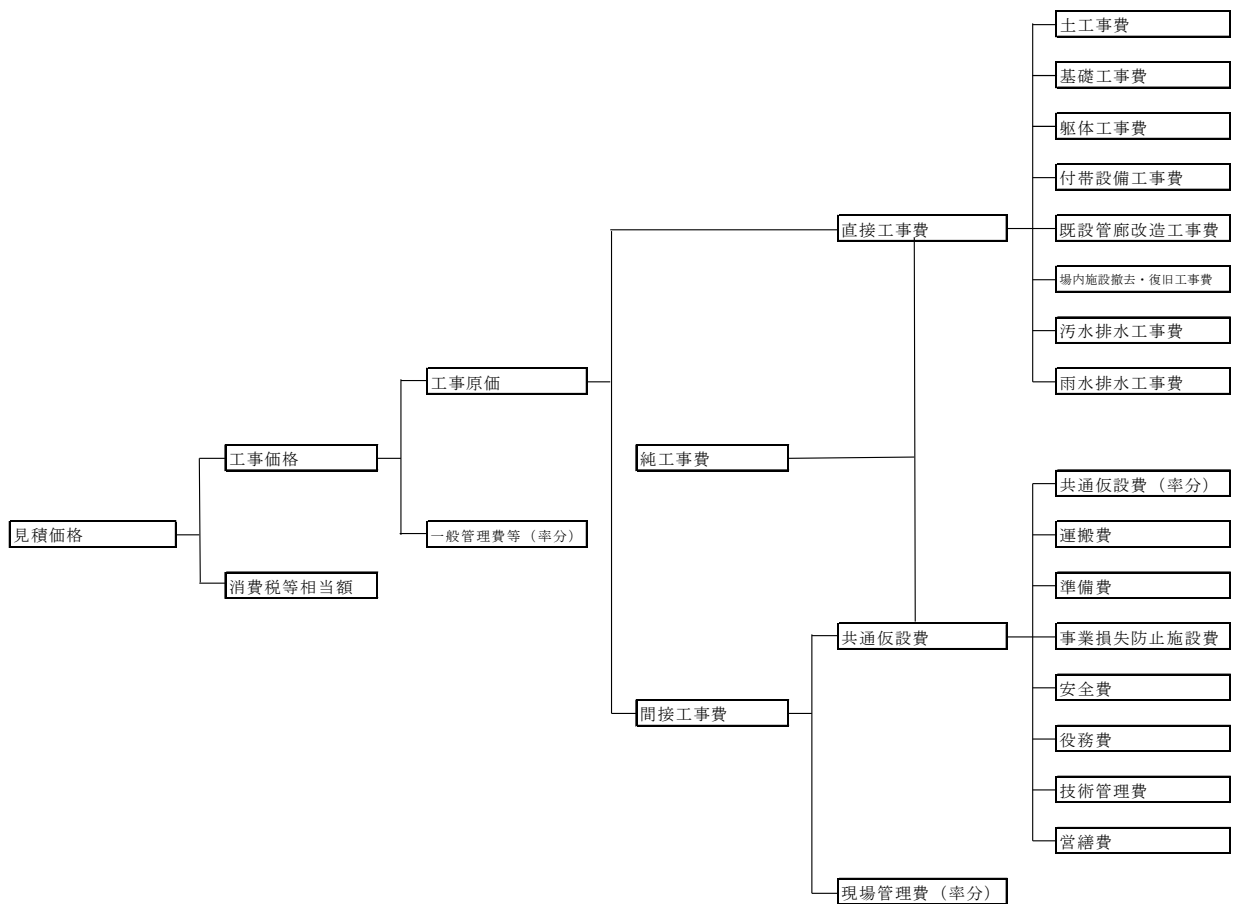 土工事費
基礎工事費
躯体工事費
付帯設備工事費
直接工事費
既設管廊改造工事費
場内施設撤去・復旧工事費
汚水排水工事費
工事原価
雨水排水工事費
工事価格
純工事費
共通仮設費（率分）
見積価格
一般管理費等（率分）
運搬費
消費税等相当額
準備費
共通仮設費
事業損失防止施設費
安全費
間接工事費
役務費
技術管理費
営繕費
現場管理費（率分）